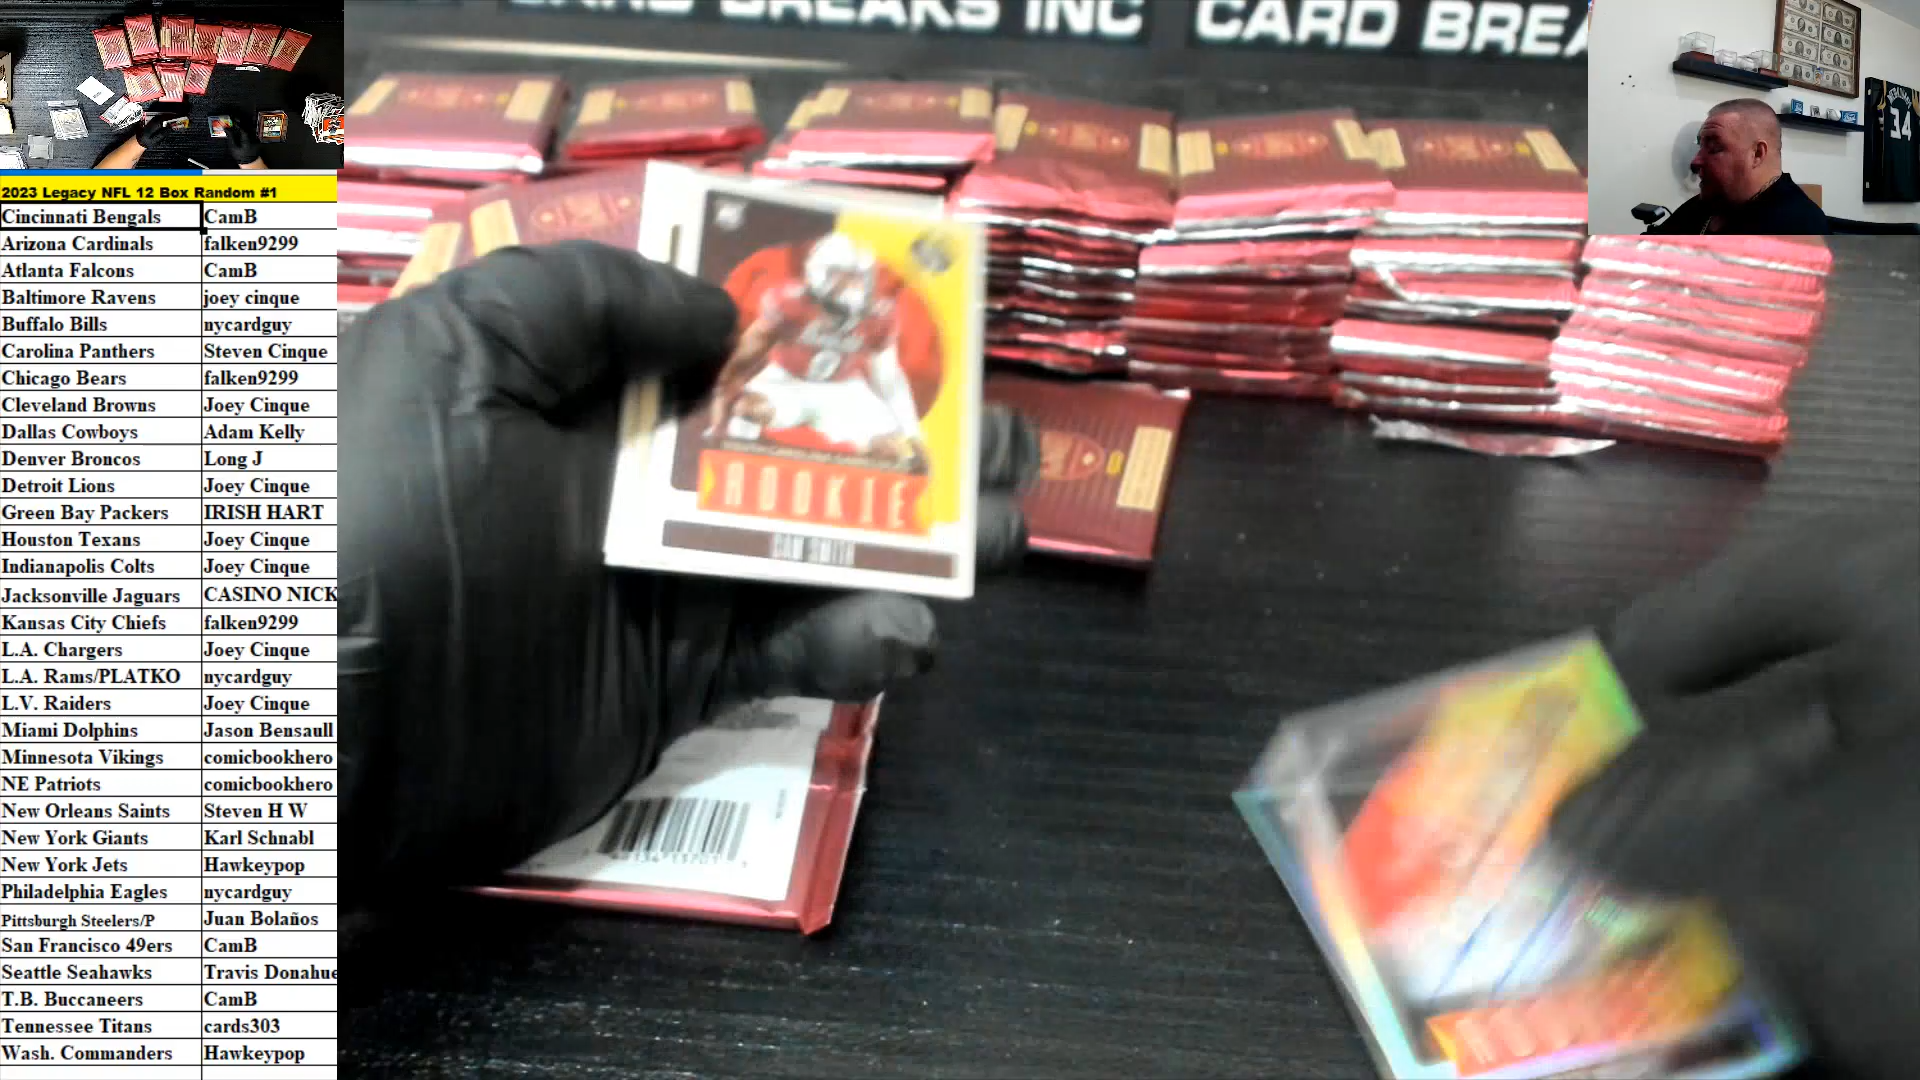 CARD BREAKS INC CARD BREA
34
2023 Legacy NFL 12 Box Random #1
Cincinnati Bengals CamB
Arizona Cardinals falken9299
Atlanta Falcons CamB
Baltimore Ravens joey cinque
Buffalo Bills nycardguy
Carolina Panthers Steven Cinque
Chicago Bears falken9299
Cleveland Browns Joey Cinque
Dallas Cowboys Adam Kelly
Denver Broncos Long J
Detroit Lions Joey Cinque
Green Bay Packers IRISH HART
Houston Texans Joey Cinque
Indianapolis Colts Joey Cinque
Jacksonville Jaguars CASINO NICK
Kansas City Chiefs falken9299
L.A. Chargers Joey Cinque
L.A. Rams/PLATKO nycardguy
L.V. Raiders Joey Cinque
Miami Dolphins Jason Bensaull
Minnesota Vikings comicbookhero
NE Patriots comicbookhero
New Orleans Saints Steven H W
New York Giants Karl Schnabl
New York Jets Hawkeypop
Philadelphia Eagles nycardguy
Pittsburgh Steelers/P Juan Bolaños
San Francisco 49ers CamB
Seattle Seahawks Travis Donahue
T.B. Buccaneers CamB
Tennessee Titans cards303
Wash. Commanders Hawkeypop
ROOKIE
CAM SMITH